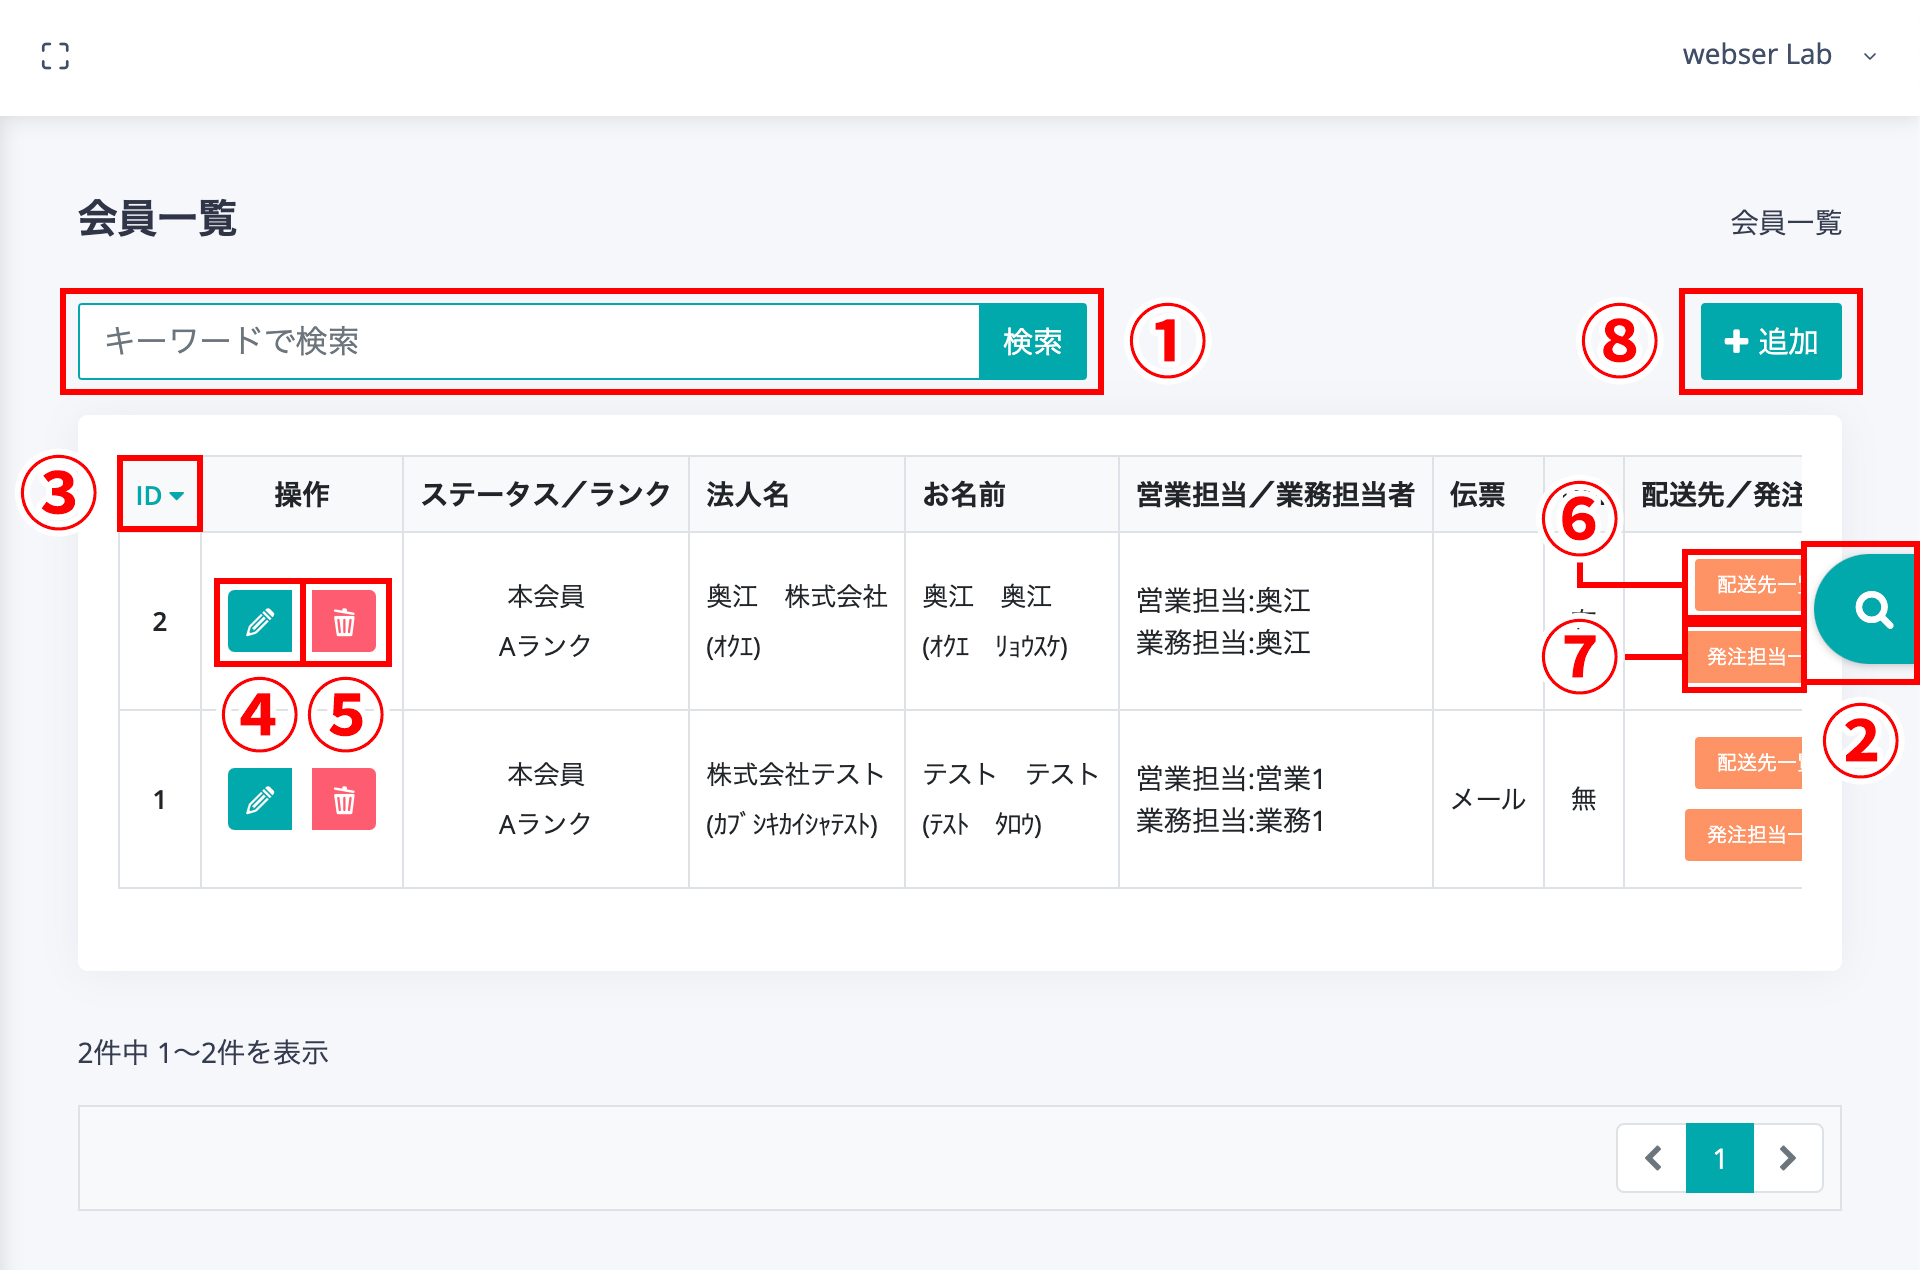 webser Lab
会員一覧
会員一覧
キーワードで検索
検索
①
⑧
追加
③
ID
操作
ステータス／ランク
法人名
お名前
営業担当／業務担当者
伝票
⑥
配送先／発注
2
本会員
Aランク
奥江　株式会社
(ｵｸｴ)
奥江　奥江
(ｵｸｴ　ﾘｮｳｽｹ)
営業担当:奥江
業務担当:奥江
配送先一
⑦
発注担当一
④
⑤
②
1
本会員
Aランク
株式会社テスト
(ｶﾌﾞｼｷｶｲｼｬﾃｽﾄ)
テスト　テスト
(ﾃｽﾄ　ﾀﾛｳ)
営業担当:営業1
業務担当:業務1
メール
無
配送先一
発注担当一
2件中 1〜2件を表示
1